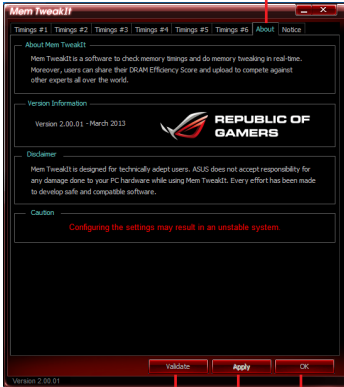 Mem TweakIt
Timings #1 Timings #2 Timings #3 Timings #4 Timings #5 Timings #6 About Notice
About Mem TweakIt
Mem TweakIt is a software to check memory timings and do memory tweaking in real-time.
Moreover, users can share their DRAM Efficiency Score and upload to compete against
other experts all over the world.
Version Information
Version 2.00.01 - March 2013
REPUBLIC OF
GAMERS
Disclaimer
Mem TweakIt is designed for technically adept users. ASUS does not accept responsibility for
any damage done to your PC hardware while using Mem TweakIt. Every effort has been made
to develop safe and compatible software.
Caution
Configuring the settings may result in an unstable system
Validate Apply OK
Version 2.00.01